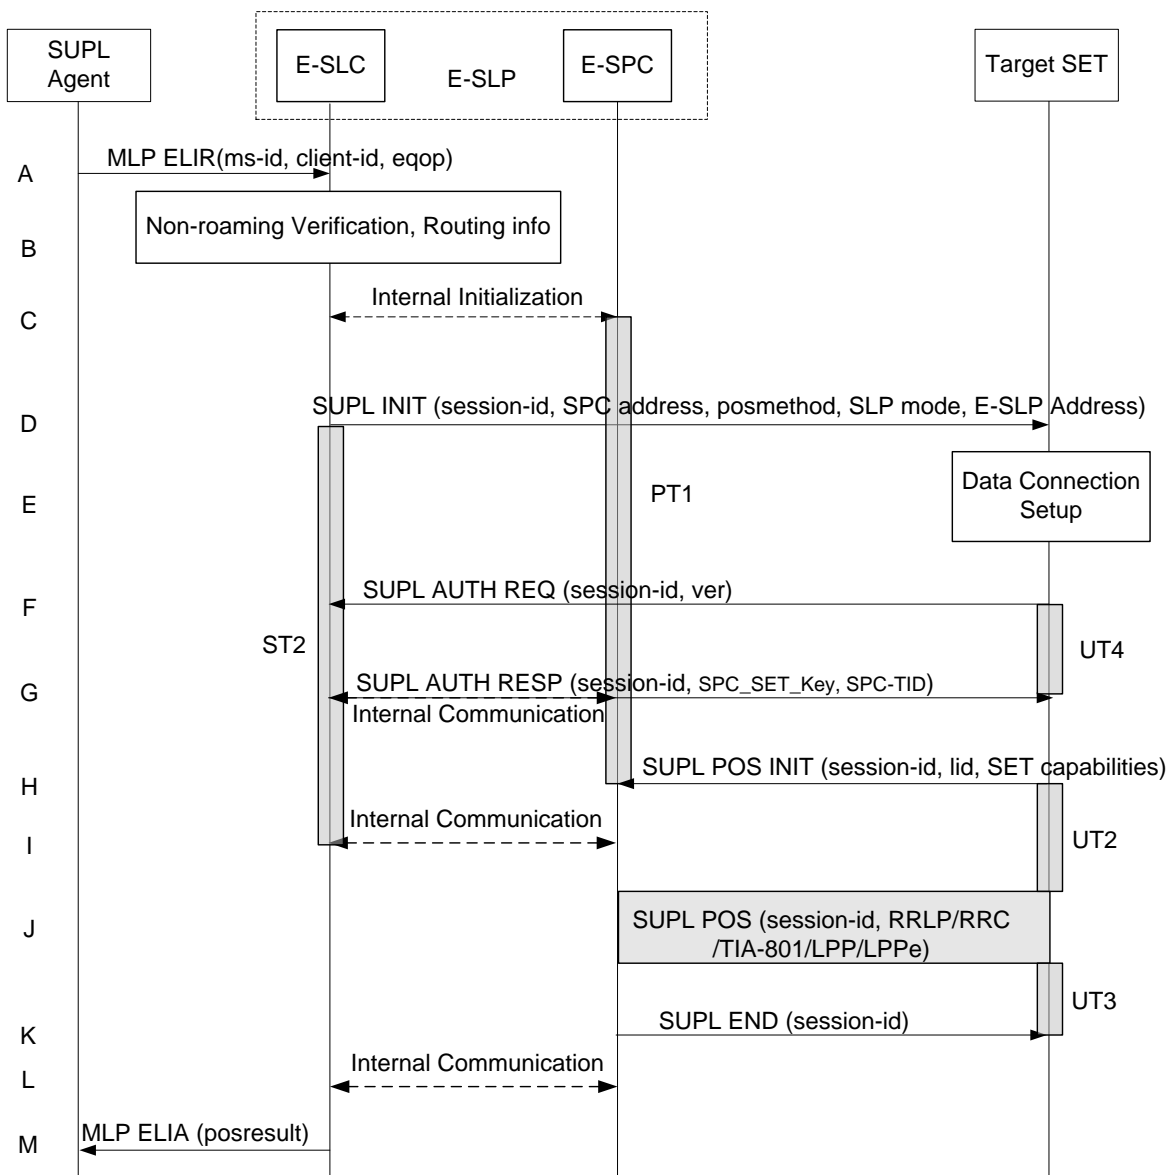 SUPL
Agent
E-SLC
E-SLP
E-SPC
Target SET
A
MLP ELIR(ms-id, client-id, eqop)
B
Non-roaming Verification, Routing info
C
Internal Initialization
D
SUPL INIT (session-id, SPC address, posmethod, SLP mode, E-SLP Address)
E
PT1
Data Connection
Setup
F
SUPL AUTH REQ (session-id, ver)
ST2
UT4
G
SUPL AUTH RESP (session-id, SPC_SET_Key, SPC-TID)
Internal Communication
H
SUPL POS INIT (session-id, lid, SET capabilities)
I
Internal Communication
UT2
J
SUPL POS (session-id, RRLP/RRC
/TIA-801/LPP/LPPe)
UT3
K
SUPL END (session-id)
L
Internal Communication
M
MLP ELIA (posresult)